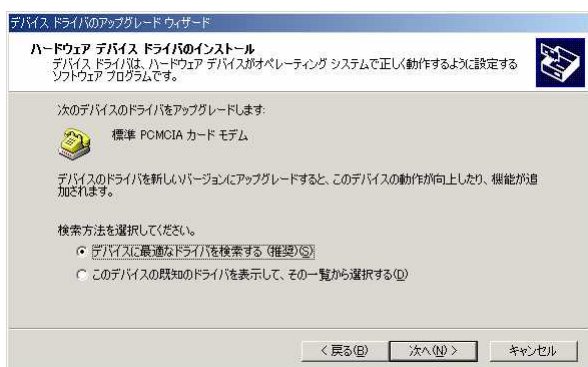 デバイス ドライバのアップグレード ウィザード
ハードウェア デバイス ドライバのインストール
デバイス ドライバは、ハードウェア デバイスがオペレーティング システムで正しく動作するように設定する
ソフトウェア プログラムです。
次のデバイスのドライバをアップグレードします:
標準 PCMCIA カード モデム
デバイスのドライバを新しいバージョンにアップグレードすると、このデバイスの動作が向上したり、機能が追
加されます。
検索方法を選択してください。
デバイスに最適なドライバを検索する (推奨)(S)
このデバイスの既知のドライバを表示して、その一覧から選択する(D)
< 戻る(B)
次へ(N) >
キャンセル